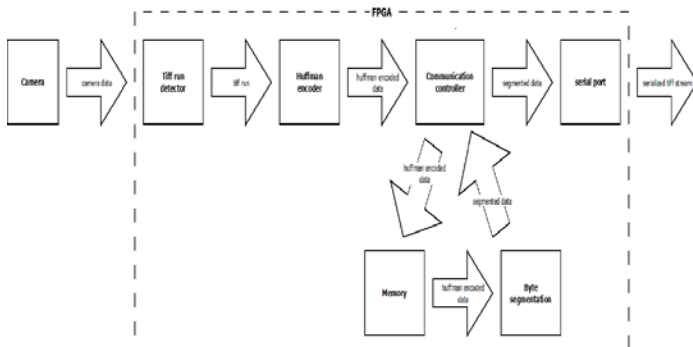 FPGA
Camera
camera data
Tiff run
detector
tiff run
Huffman
encoder
huffman encoded
data
Communication
controller
segmented data
serial port
serialized tiff stream
huffman encoded
data
segmented data
Memory
huffman encoded
data
Byte
segmentation